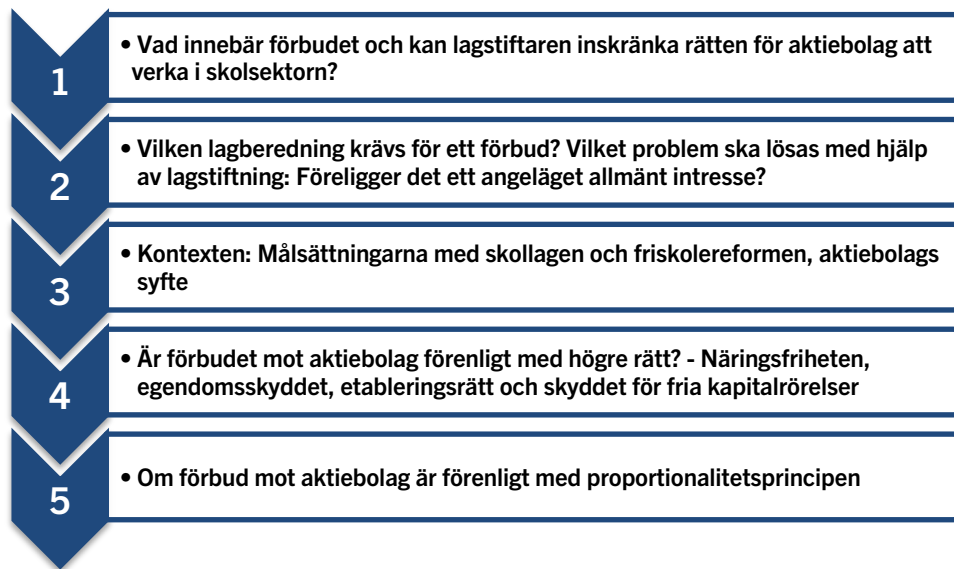 1
• Vad innebär förbudet och kan lagstiftaren inskränka rätten för aktiebolag att
verka i skolsektorn?
2
• Vilken lagberedning krävs för ett förbud? Vilket problem ska lösas med hjälp
av lagstiftning: Föreligger det ett angeläget allmänt intresse?
3
• Kontexten: Målsättningarna med skollagen och friskolereformen, aktiebolags
syfte
4
• Är förbudet mot aktiebolag förenligt med högre rätt? - Näringsfriheten,
egendomsskyddet, etableringsrätt och skyddet för fria kapitalrörelser
5
• Om förbud mot aktiebolag är förenligt med proportionalitetsprincipen